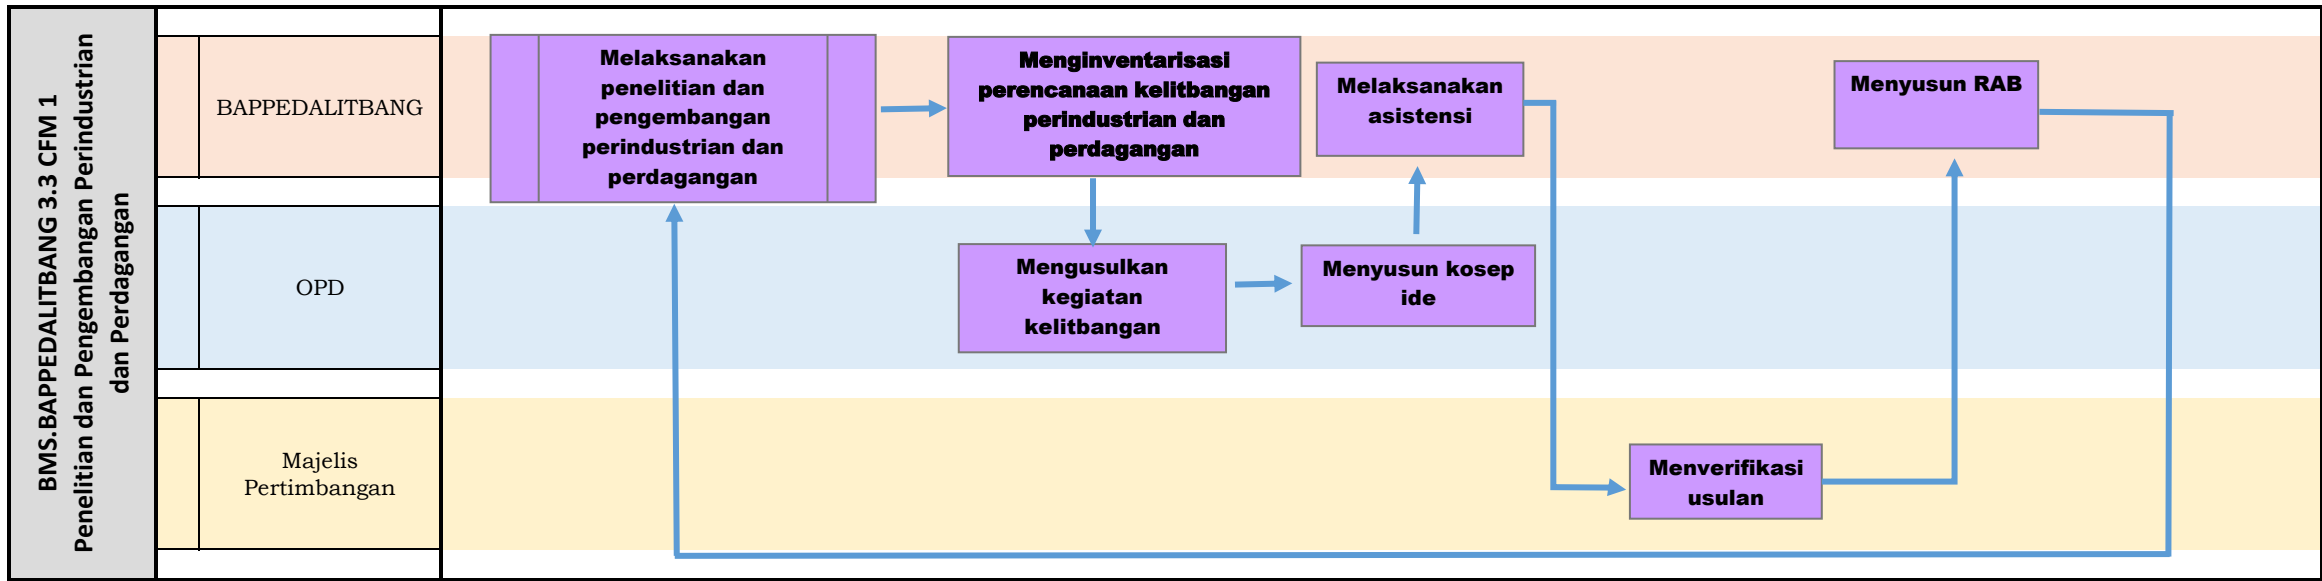 BMS.BAPPEDALITBANG 3.3 CFM 1
Penelitian dan Pengembangan Perindustrian
dan Perdagangan
BAPPEDALITBANG
Melaksanakan
penelitian dan
pengembangan
perindustrian dan
perdagangan
Menginventarisasi
perencanaan kelitbangan
perindustrian dan
perdagangan
Melaksanakan
asistensi
Menyusun RAB
OPD
Mengusulkan
kegiatan
kelitbangan
Menyusun kosep
ide
Majelis
Pertimbangan
Menverifikasi
usulan